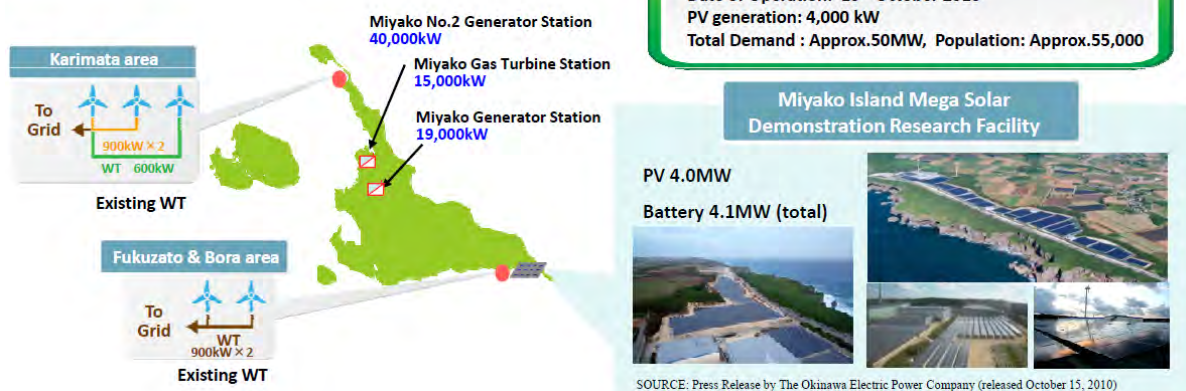 Miyako No.2 Generator Station
40,000kW
Miyako Gas Turbine Station
15,000kW
Miyako Generator Station
19,000kW
Karimata area
To
Grid
900kW×2
WT 600kW
Existing WT
Fukuzato & Bora area
To
Grid
WT
900kW×2
Existing WT
PV generation: 4,000 kW
Total Demand : Approx.50MW, Population: Approx.55,000
Miyako Island Mega Solar
Demonstration Research Facility
PV 4.0MW
Battery 4.1MW (total)
SOURCE: Press Release by The Okinawa Electric Power Company (released October 15, 2010)